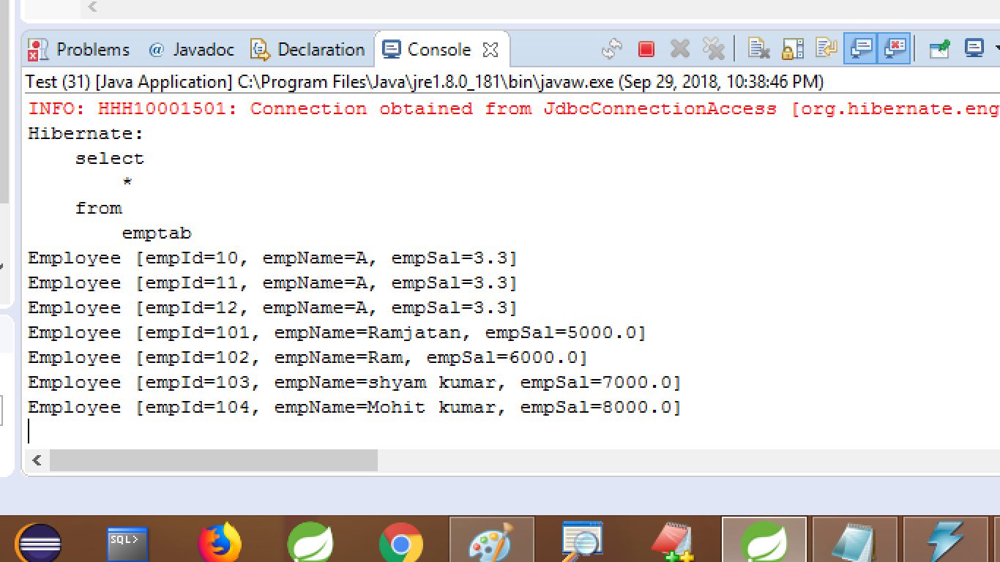 Problems @ Javadoc Declaration Console
Test (31) [Java Application] C:\Program Files\Java\jre1.8.0_181\bin\javaw.exe (Sep 29, 2018, 10:38:46 PM)
INFO: HHH10001501: Connection obtained from JdbcConnectionAccess [org.hibernate.eng
Hibernate:
    select
        *
    from
        emptab
Employee [empId=10, empName=A, empSal=3.3]
Employee [empId=11, empName=A, empSal=3.3]
Employee [empId=12, empName=A, empSal=3.3]
Employee [empId=101, empName=Ramjatan, empSal=5000.0]
Employee [empId=102, empName=Ram, empSal=6000.0]
Employee [empId=103, empName=shyam kumar, empSal=7000.0]
Employee [empId=104, empName=Mohit kumar, empSal=8000.0]
SQL>